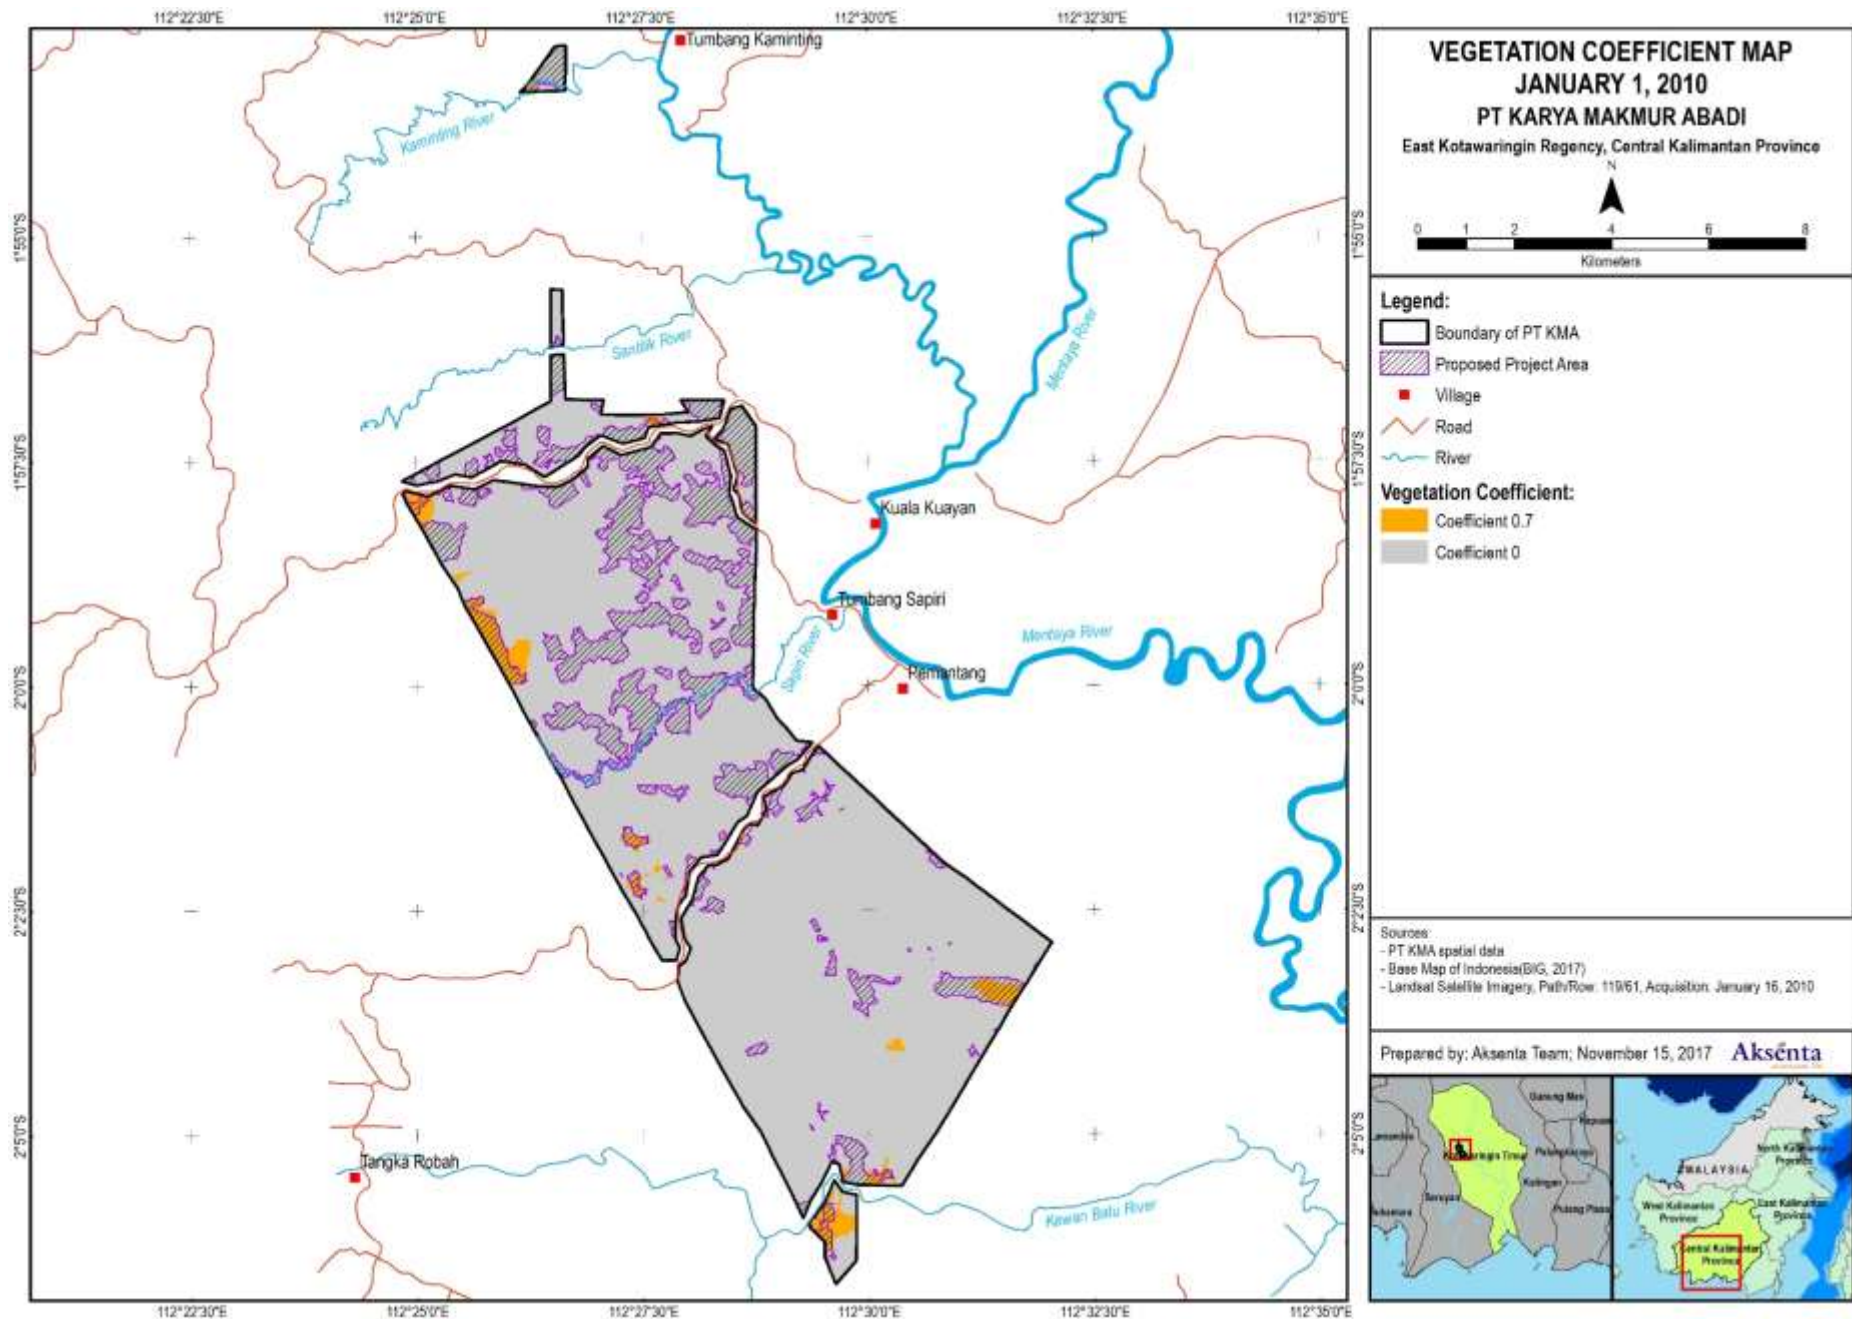 112°22'30"E 112°25'0"E 112°27'30"E 112°30'0"E 112°32'30"E 112°35'0"E
Tumbang Kaminting
Kaminting River
1°55'0"S 1°55'0"S
Mentaya River
1°57'30"S 1°57'30"S
Kuala Kuayan
Tumbang Sapiri
Mentaya River
Pemantang
2°0'0"S 2°0'0"S
2°2'30"S 2°2'30"S
2°5'0"S 2°5'0"S
Tangka Robah
Kawan Batu River
112°22'30"E 112°25'0"E 112°27'30"E 112°30'0"E 112°32'30"E 112°35'0"E
VEGETATION COEFFICIENT MAP
JANUARY 1, 2010
PT KARYA MAKMUR ABADI
East Kotawaringin Regency, Central Kalimantan Province
N
0 1 2 4 6 8
Kilometers
Legend:
Boundary of PT KMA
Proposed Project Area
Village
Road
River
Vegetation Coefficient:
Coefficient 0.7
Coefficient 0
Sources:
- PT KMA spatial data
- Base Map of Indonesia(BIG, 2017)
- Landsat Satellite Imagery, Path/Row: 119/61, Acquisition: January 16, 2010
Prepared by: Aksenta Team; November 15, 2017 Aksenta
Gunung Mas
Katingan
Seruyan
Pulang Pisau
MALAYSIA
North Kalimantan
Province
West Kalimantan
Province
East Kalimantan
Province
Central Kalimantan
Province